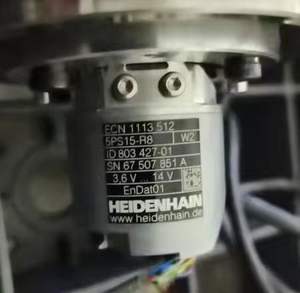 ECN 1113 512
5PS15-R8 W2
ID 803 427-01
SN 67 507 851 A
3,6 V ... 14 V
EnDat01
HEIDENHAIN
www.heidenhain.de